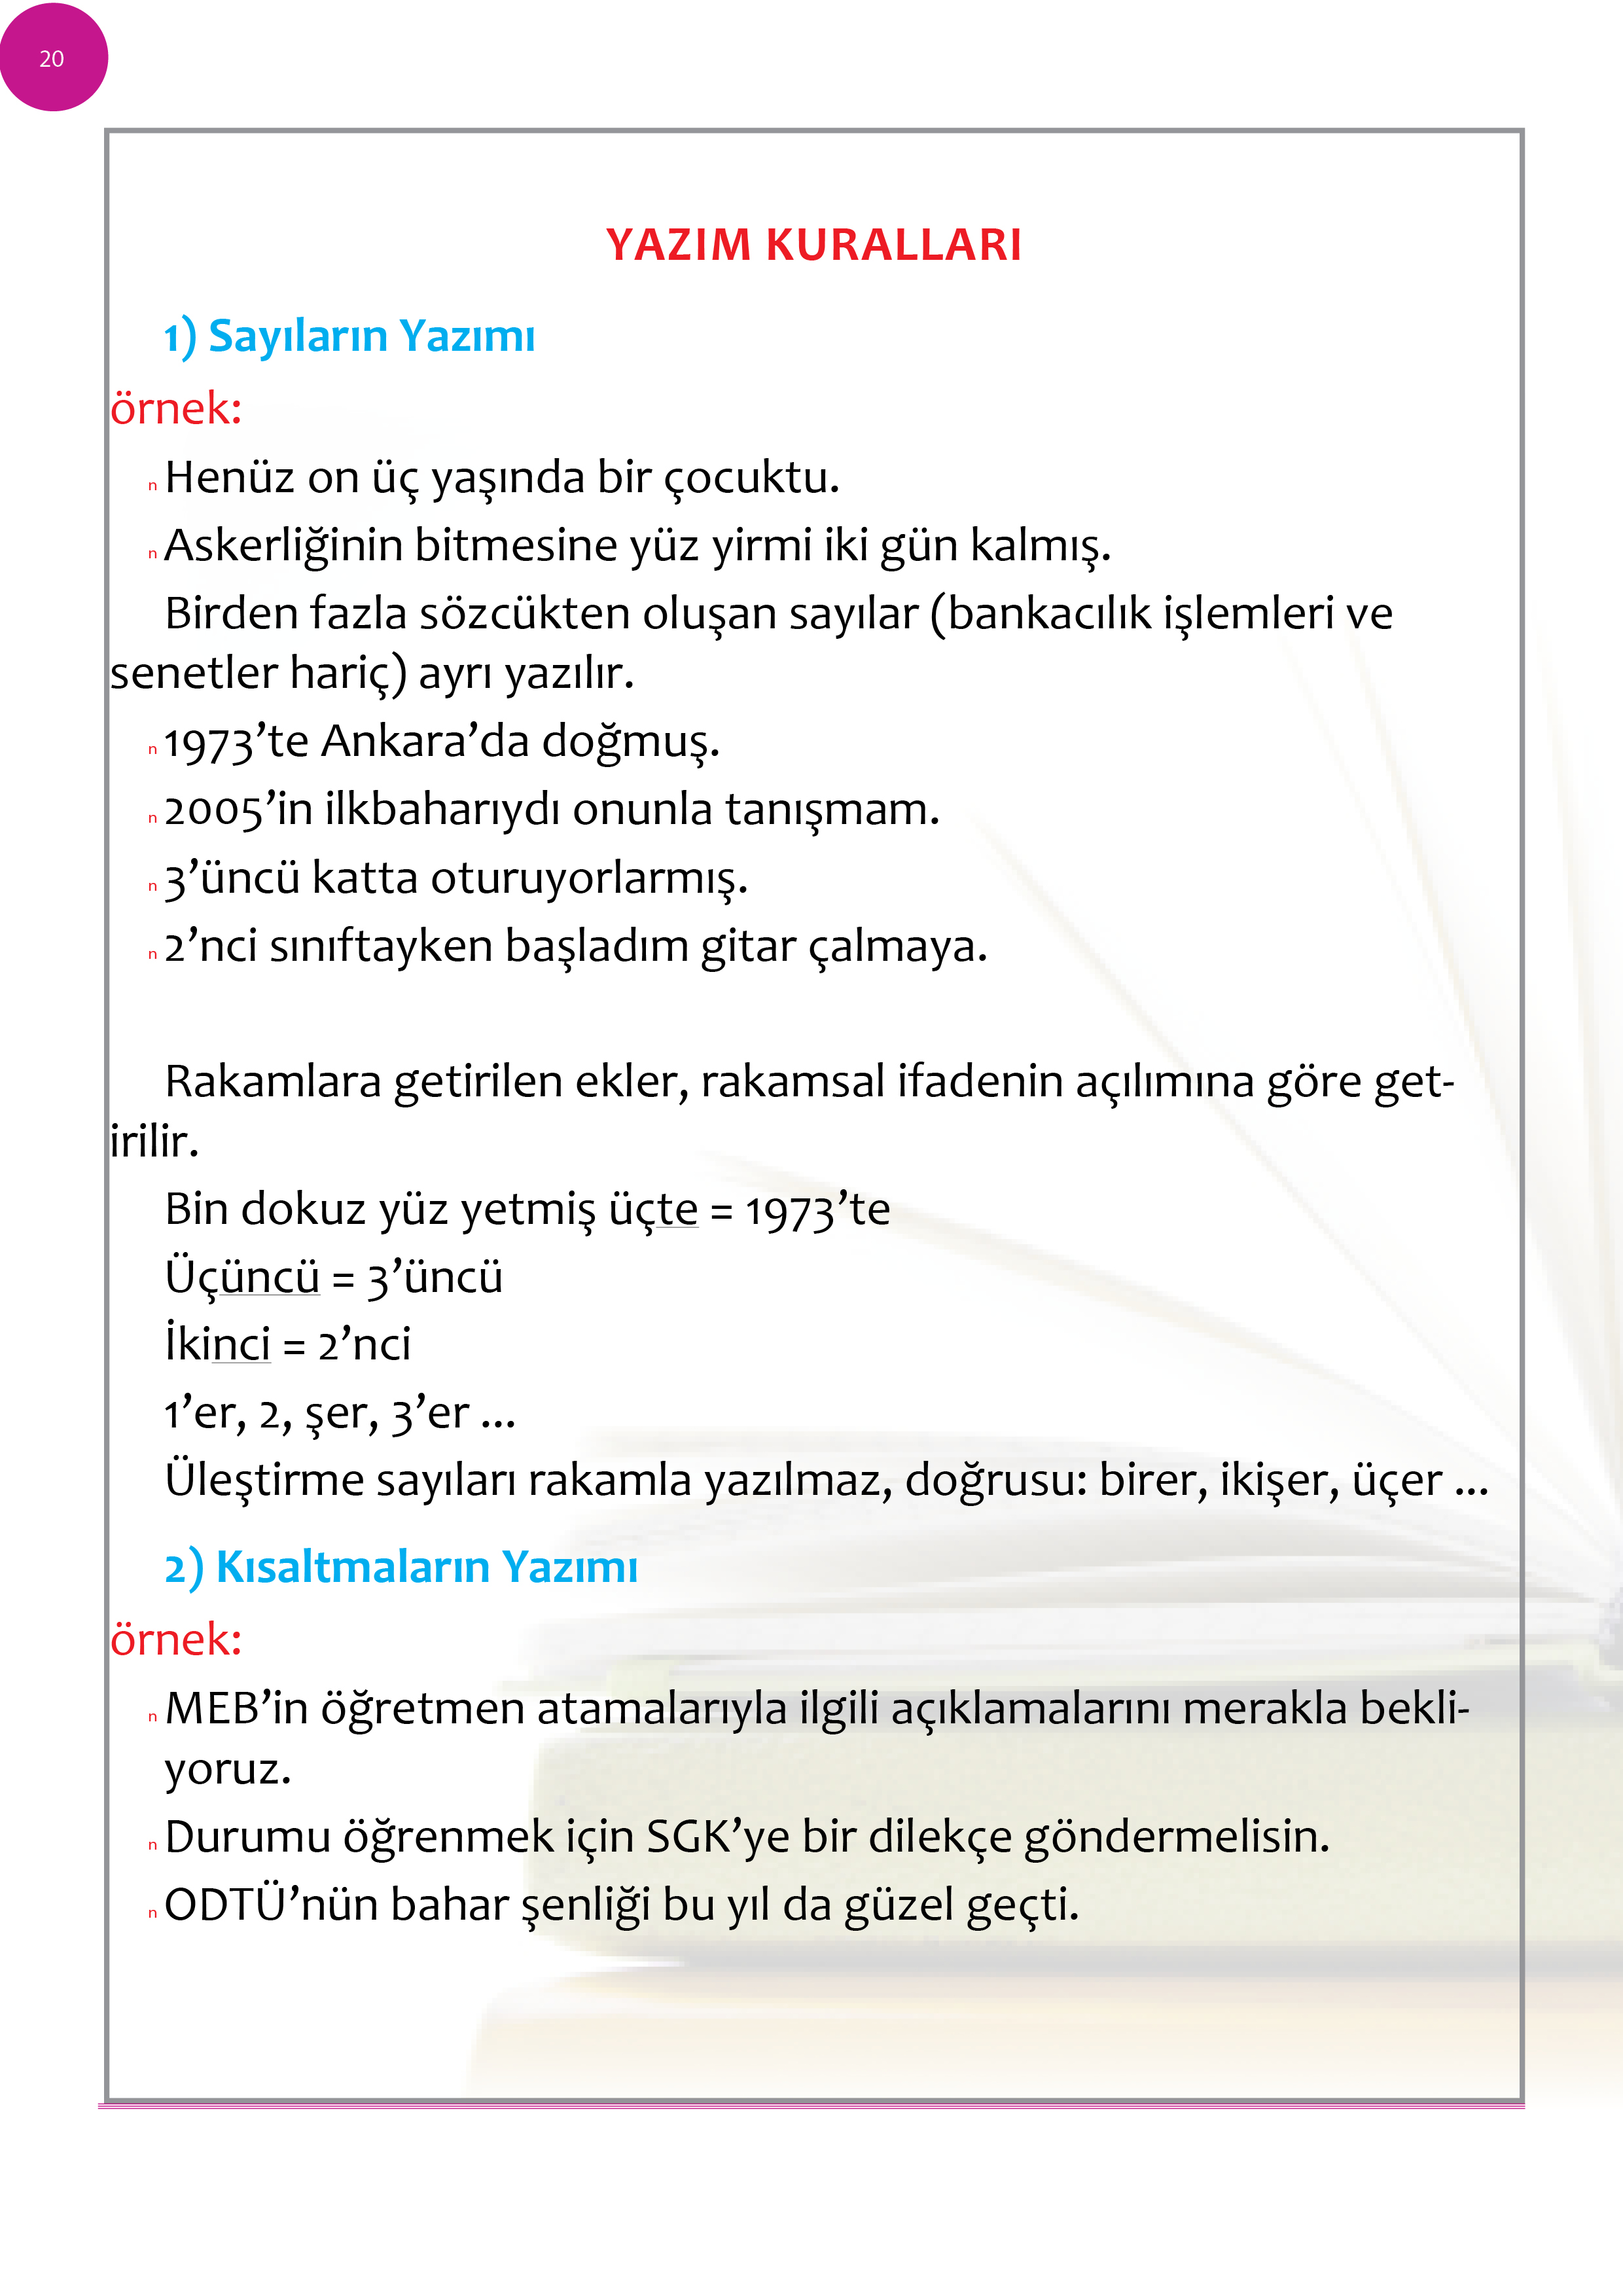 20
YAZIM KURALLARI
1) Sayıların Yazımı
örnek:
n Henüz on üç yaşında bir çocuktu.
n Askerliğinin bitmesine yüz yirmi iki gün kalmış.
Birden fazla sözcükten oluşan sayılar (bankacılık işlemleri ve
senetler hariç) ayrı yazılır.
n 1973’te Ankara’da doğmuş.
n 2005’in ilkbaharıydı onunla tanışmam.
n 3’üncü katta oturuyorlarmış.
n 2’nci sınıftayken başladım gitar çalmaya.
Rakamlara getirilen ekler, rakamsal ifadenin açılımına göre get-
irilir.
Bin dokuz yüz yetmiş üçte = 1973’te
Üçüncü = 3’üncü
İkinci = 2’nci
1’er, 2, şer, 3’er ...
Üleştirme sayıları rakamla yazılmaz, doğrusu: birer, ikişer, üçer ...
2) Kısaltmaların Yazımı
örnek:
n MEB’in öğretmen atamalarıyla ilgili açıklamalarını merakla bekli-
yoruz.
n Durumu öğrenmek için SGK’ye bir dilekçe göndermelisin.
n ODTÜ’nün bahar şenliği bu yıl da güzel geçti.